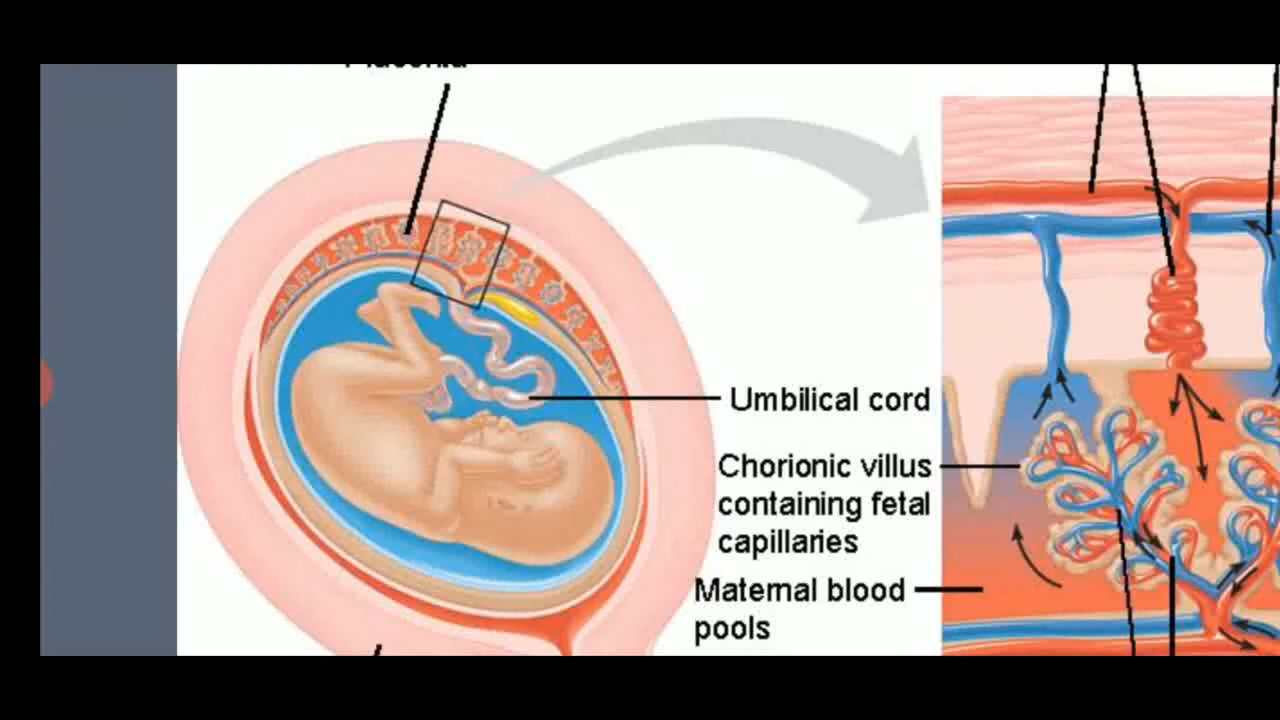 Umbilical cord
Chorionic villus
containing fetal
capillaries
Maternal blood
pools